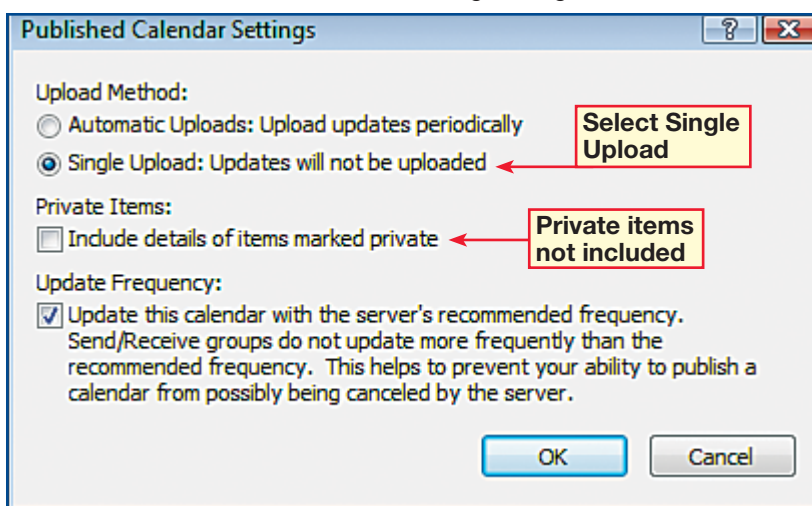 Published Calendar Settings
Upload Method:
Automatic Uploads: Upload updates periodically
Single Upload: Updates will not be uploaded
Select Single
Upload
Private Items:
Include details of items marked private
Private items
not included
Update Frequency:
Update this calendar with the server's recommended frequency.
Send/Receive groups do not update more frequently than the
recommended frequency.  This helps to prevent your ability to publish a
calendar from possibly being canceled by the server.
OK
Cancel